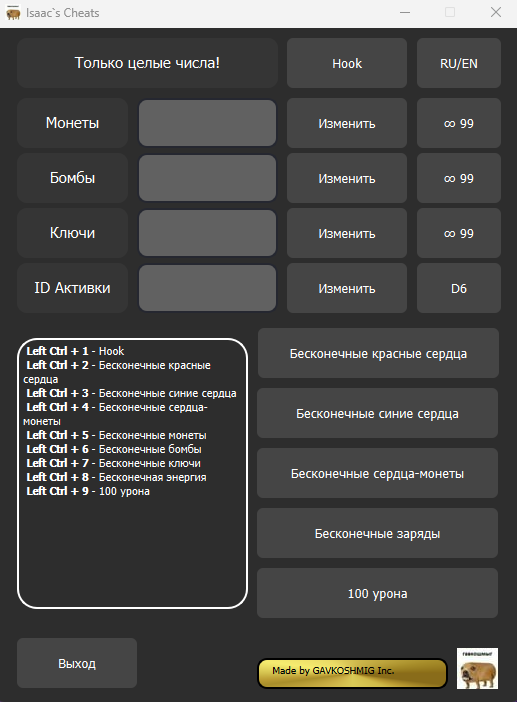 Isaac`s Cheats
Только целые числа!
Hook
RU/EN
Монеты
Изменить
∞ 99
Бомбы
Изменить
∞ 99
Ключи
Изменить
∞ 99
ID Активки
Изменить
D6
Left Ctrl + 1 - Hook
Left Ctrl + 2 - Бесконечные красные
сердца
Left Ctrl + 3 - Бесконечные синие сердца
Left Ctrl + 4 - Бесконечные сердца-
монеты
Left Ctrl + 5 - Бесконечные монеты
Left Ctrl + 6 - Бесконечные бомбы
Left Ctrl + 7 - Бесконечные ключи
Left Ctrl + 8 - Бесконечная энергия
Left Ctrl + 9 - 100 урона
Бесконечные красные сердца
Бесконечные синие сердца
Бесконечные сердца-монеты
Бесконечные заряды
100 урона
Выход
Made by GAVKOSHMIG Inc.
гавкошмыг